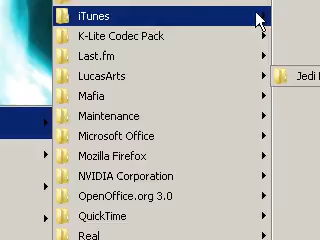 iTunes
K-Lite Codec Pack
Last.fm
LucasArts
Jedi
Mafia
Maintenance
Microsoft Office
Mozilla Firefox
NVIDIA Corporation
OpenOffice.org 3.0
QuickTime
Real